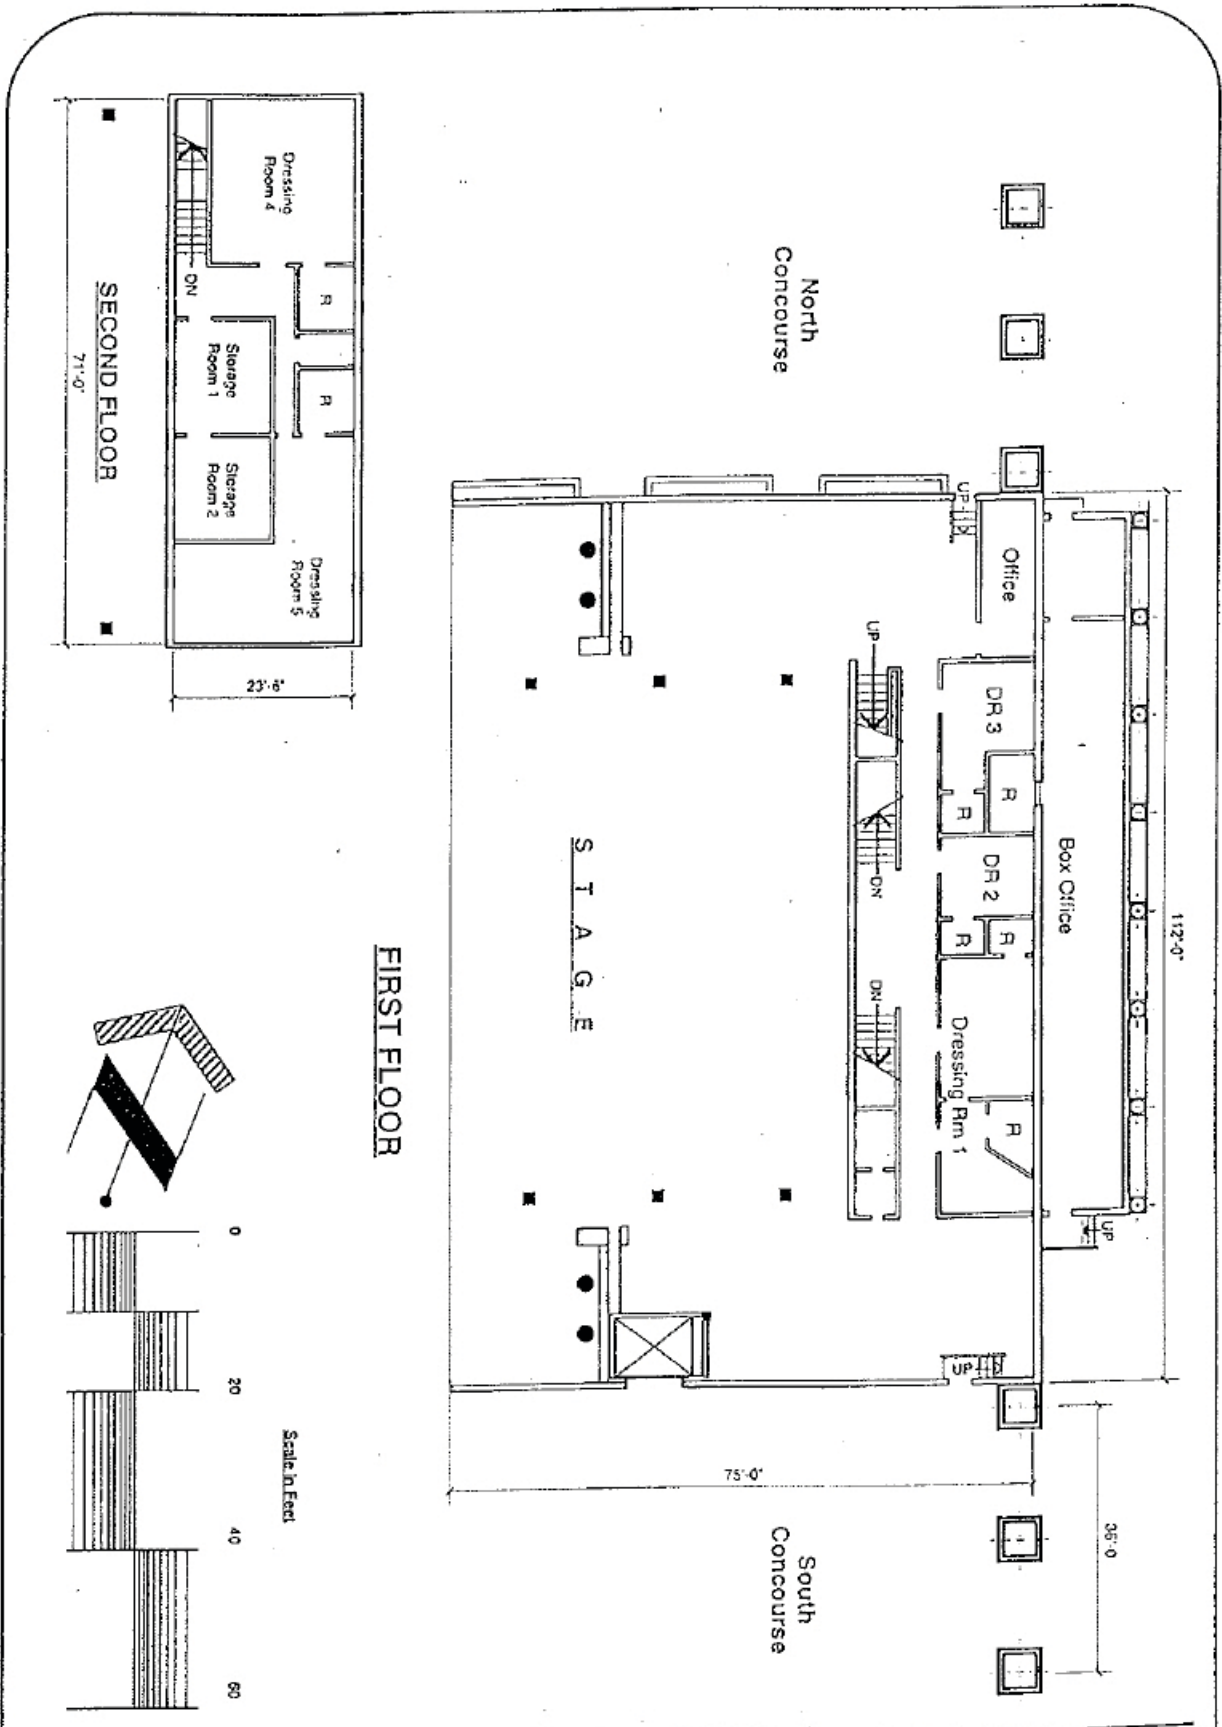 112'-0"
36'-0
UP
Box Office
Office
DR 3
R
R
DR 2
R
R
Dressing Rm 1
R
UP
UP
UP
DN
DN
North
Concourse
South
Concourse
75'-0"
S T A G E
FIRST FLOOR
Dressing
Room 4
R
R
Dressing
Room 5
DN
Storage
Room 1
Storage
Room 2
23'-6"
SECOND FLOOR
71'-0"
Scale in Feet
0 20 40 60